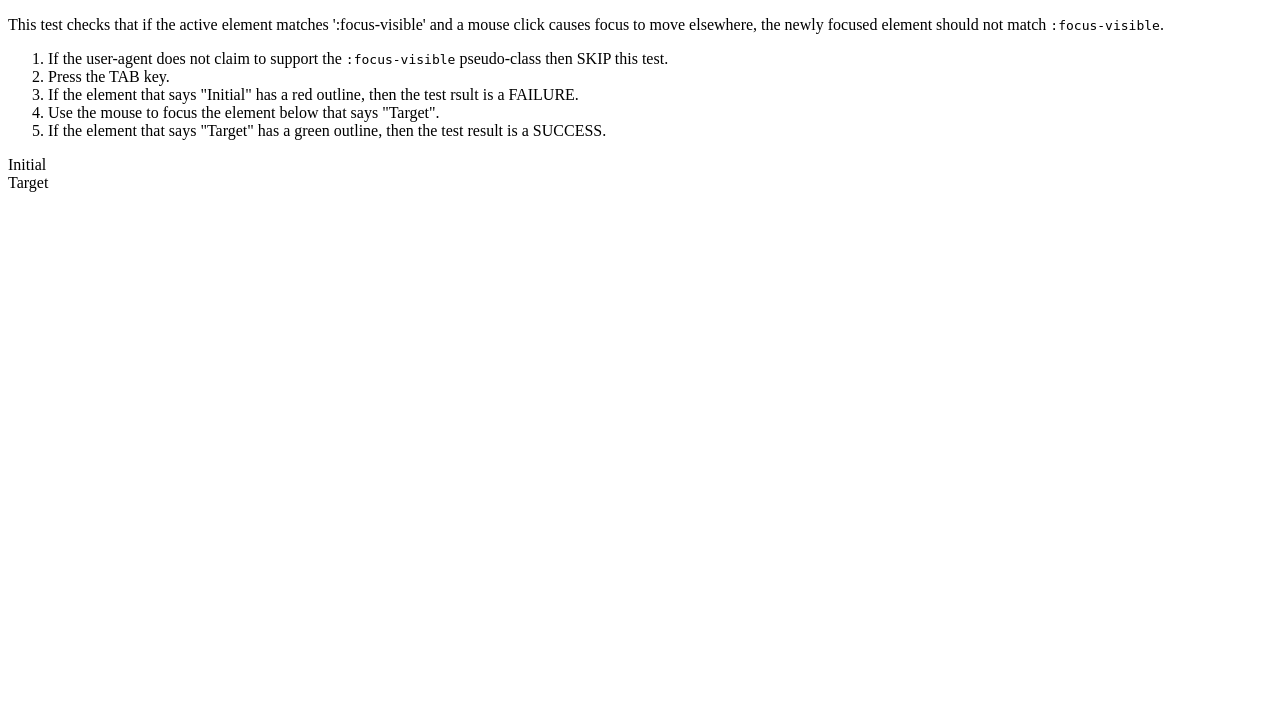 This test checks that if the active element matches ':focus-visible' and a mouse click causes focus to move elsewhere, the newly focused element should not match :focus-visible.
1. If the user-agent does not claim to support the :focus-visible pseudo-class then SKIP this test.
2. Press the TAB key.
3. If the element that says "Initial" has a red outline, then the test rsult is a FAILURE.
4. Use the mouse to focus the element below that says "Target".
5. If the element that says "Target" has a green outline, then the test result is a SUCCESS.
Initial
Target